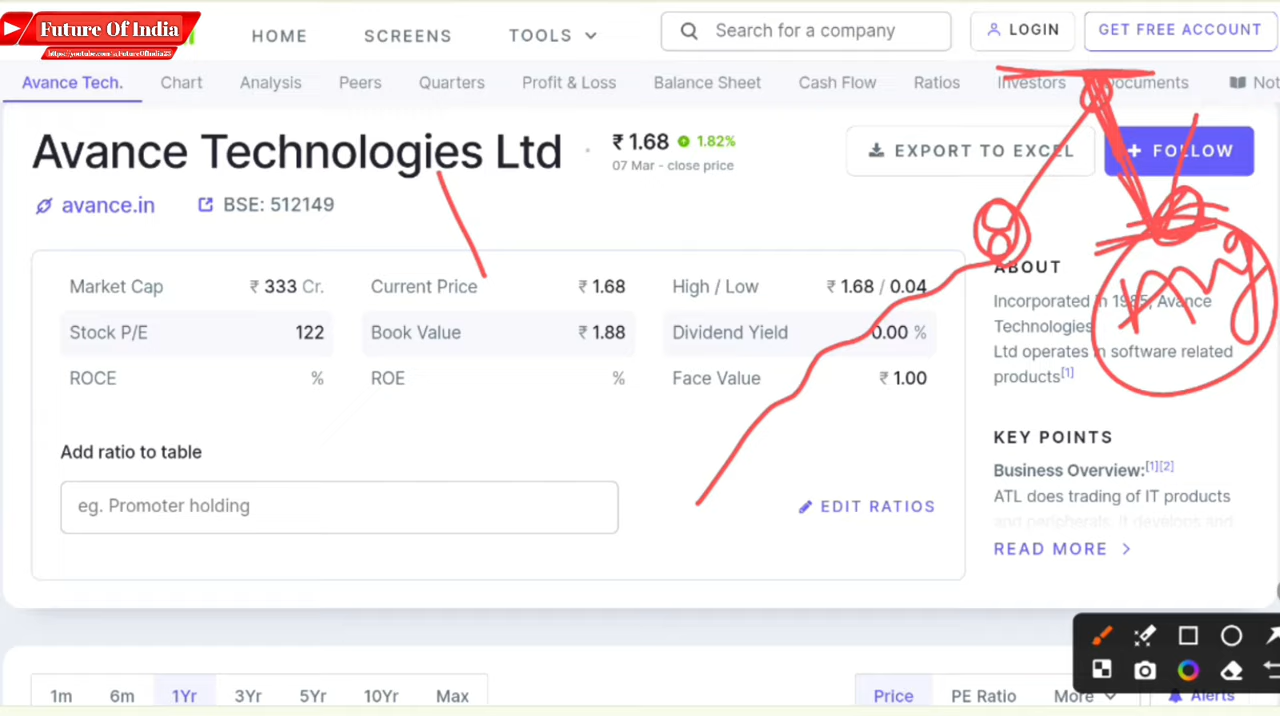 Future Of India
HOME SCREENS TOOLS Search for a company LOGIN GET FREE ACCOUNT
Avance Tech. Chart Analysis Peers Quarters Profit & Loss Balance Sheet Cash Flow Ratios Investors Documents Not
Avance Technologies Ltd
₹ 1.68 1.82%
07 Mar - close price
EXPORT TO EXCEL
+ FOLLOW
avance.in BSE: 512149
Market Cap ₹ 333 Cr. Current Price ₹ 1.68 High / Low ₹ 1.68 / 0.04
Stock P/E 122 Book Value ₹ 1.88 Dividend Yield 0.00 %
ROCE % ROE % Face Value ₹ 1.00
Add ratio to table
eg. Promoter holding
EDIT RATIOS
ABOUT
Incorporated in 1985, Avance
Technologies
Ltd operates in software related
products[1]
KEY POINTS
Business Overview:[1][2]
ATL does trading of IT products
and peripherals. It develops and
READ MORE
1m 6m 1Yr 3Yr 5Yr 10Yr Max
Price PE Ratio More Alerts